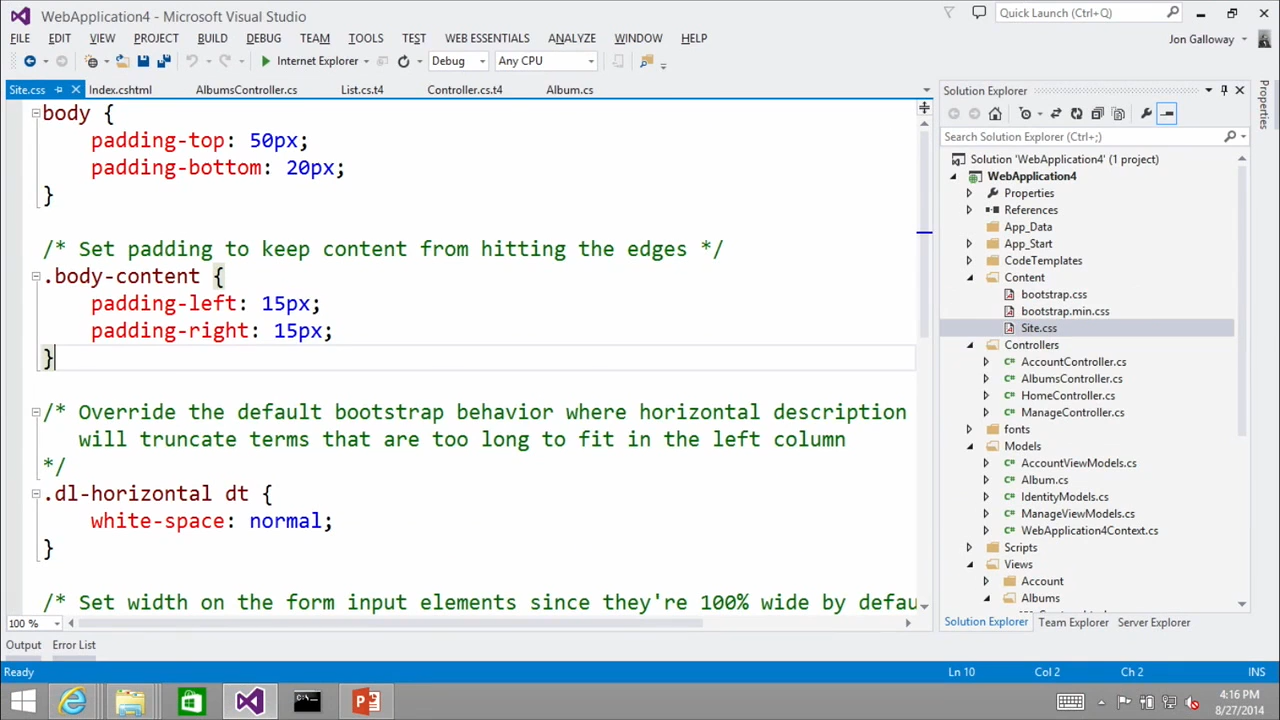 WebApplication4 - Microsoft Visual Studio
Quick Launch (Ctrl+Q)
FILE EDIT VIEW PROJECT BUILD DEBUG TEAM TOOLS TEST WEB ESSENTIALS ANALYZE WINDOW HELP
Jon Galloway
Internet Explorer Debug Any CPU
Site.css Index.cshtml AlbumsController.cs List.cs.t4 Controller.cs.t4 Album.cs
body {
padding-top: 50px;
padding-bottom: 20px;
}
/* Set padding to keep content from hitting the edges */
.body-content {
padding-left: 15px;
padding-right: 15px;
}
/* Override the default bootstrap behavior where horizontal description
will truncate terms that are too long to fit in the left column
*/
.dl-horizontal dt {
white-space: normal;
}
/* Set width on the form input elements since they're 100% wide by defau
100 %
Solution Explorer
Search Solution Explorer (Ctrl+;)
Solution 'WebApplication4' (1 project)
WebApplication4
Properties
References
App_Data
App_Start
CodeTemplates
Content
bootstrap.css
bootstrap.min.css
Site.css
Controllers
AccountController.cs
AlbumsController.cs
HomeController.cs
ManageController.cs
fonts
Models
AccountViewModels.cs
Album.cs
IdentityModels.cs
ManageViewModels.cs
WebApplication4Context.cs
Scripts
Views
Account
Albums
Solution Explorer Team Explorer Server Explorer
Properties
Output Error List
Ready Ln 10 Col 2 Ch 2 INS
4:16 PM
8/27/2014